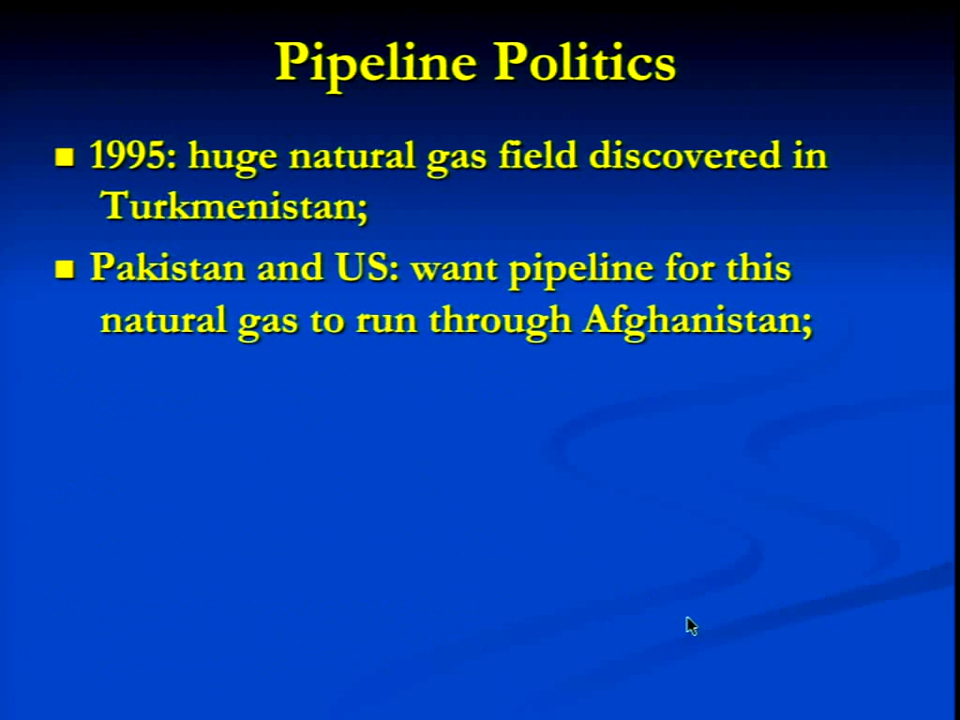 Pipeline Politics
1995: huge natural gas field discovered in
Turkmenistan;
Pakistan and US: want pipeline for this
natural gas to run through Afghanistan;